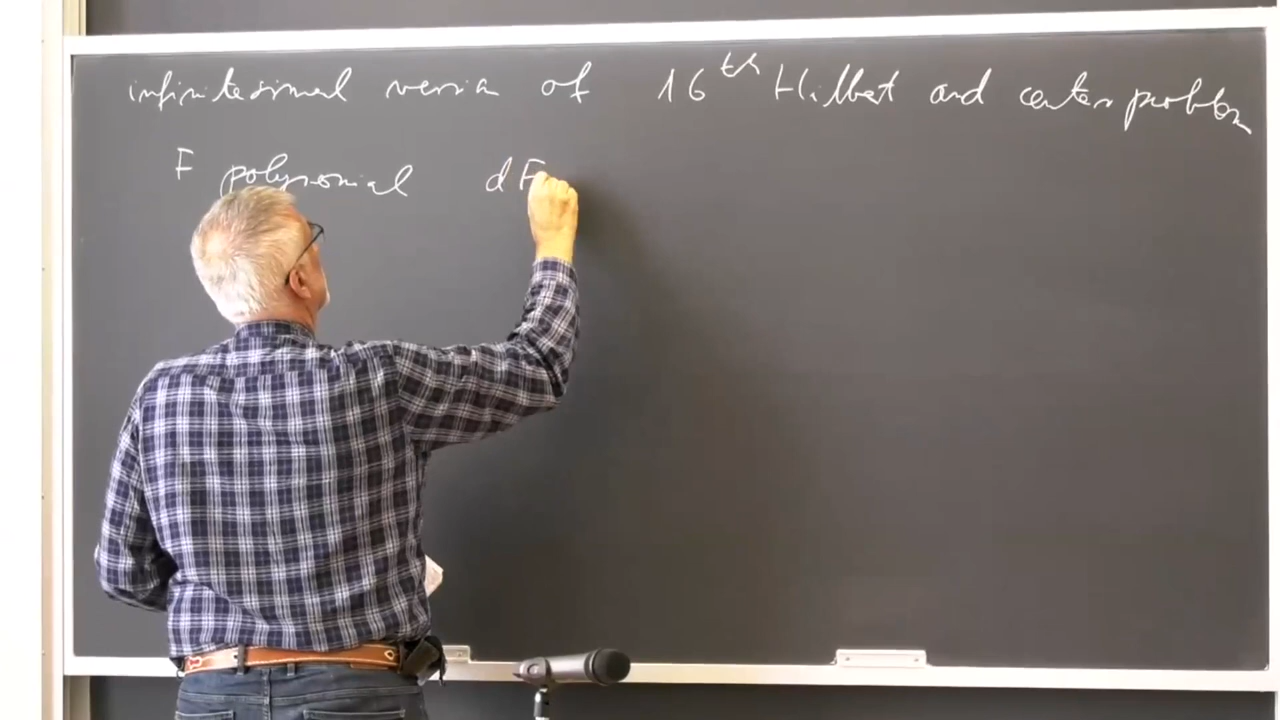 infinitesimal version of 16th Hilbert and center problem
F polynomial dF